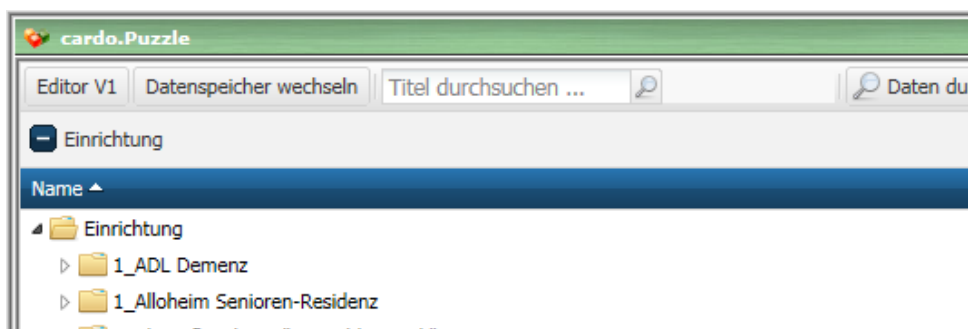 cardo.Puzzle
Editor V1 Datenspeicher wechseln Titel durchsuchen ... Daten du
Einrichtung
Name
Einrichtung
1_ADL Demenz
1_Alloheim Senioren-Residenz